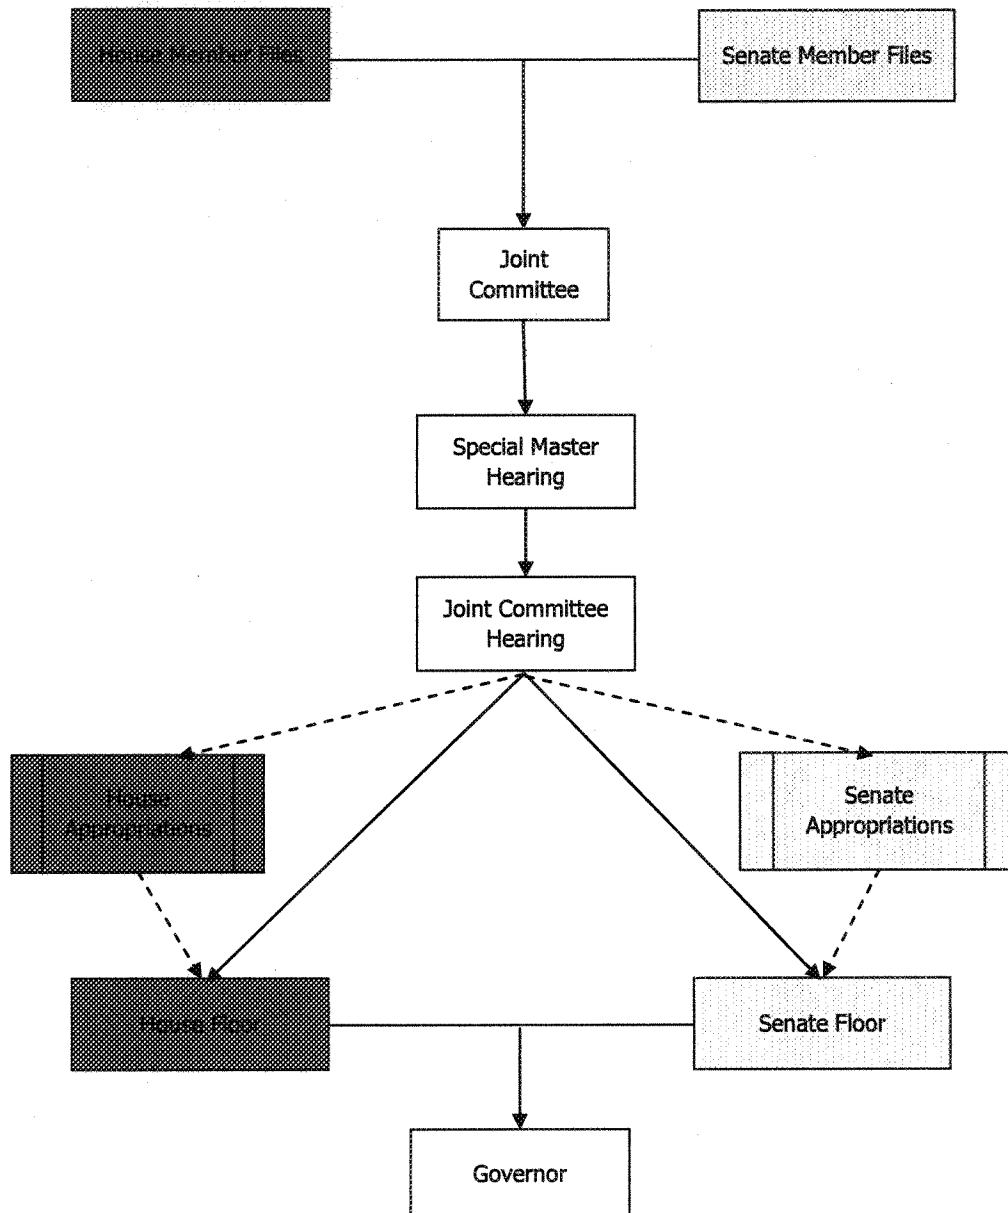 House Member Files
Senate Member Files
Joint
Committee
Special Master
Hearing
Joint Committee
Hearing
House
Appropriations
Senate
Appropriations
House Floor
Senate Floor
Governor